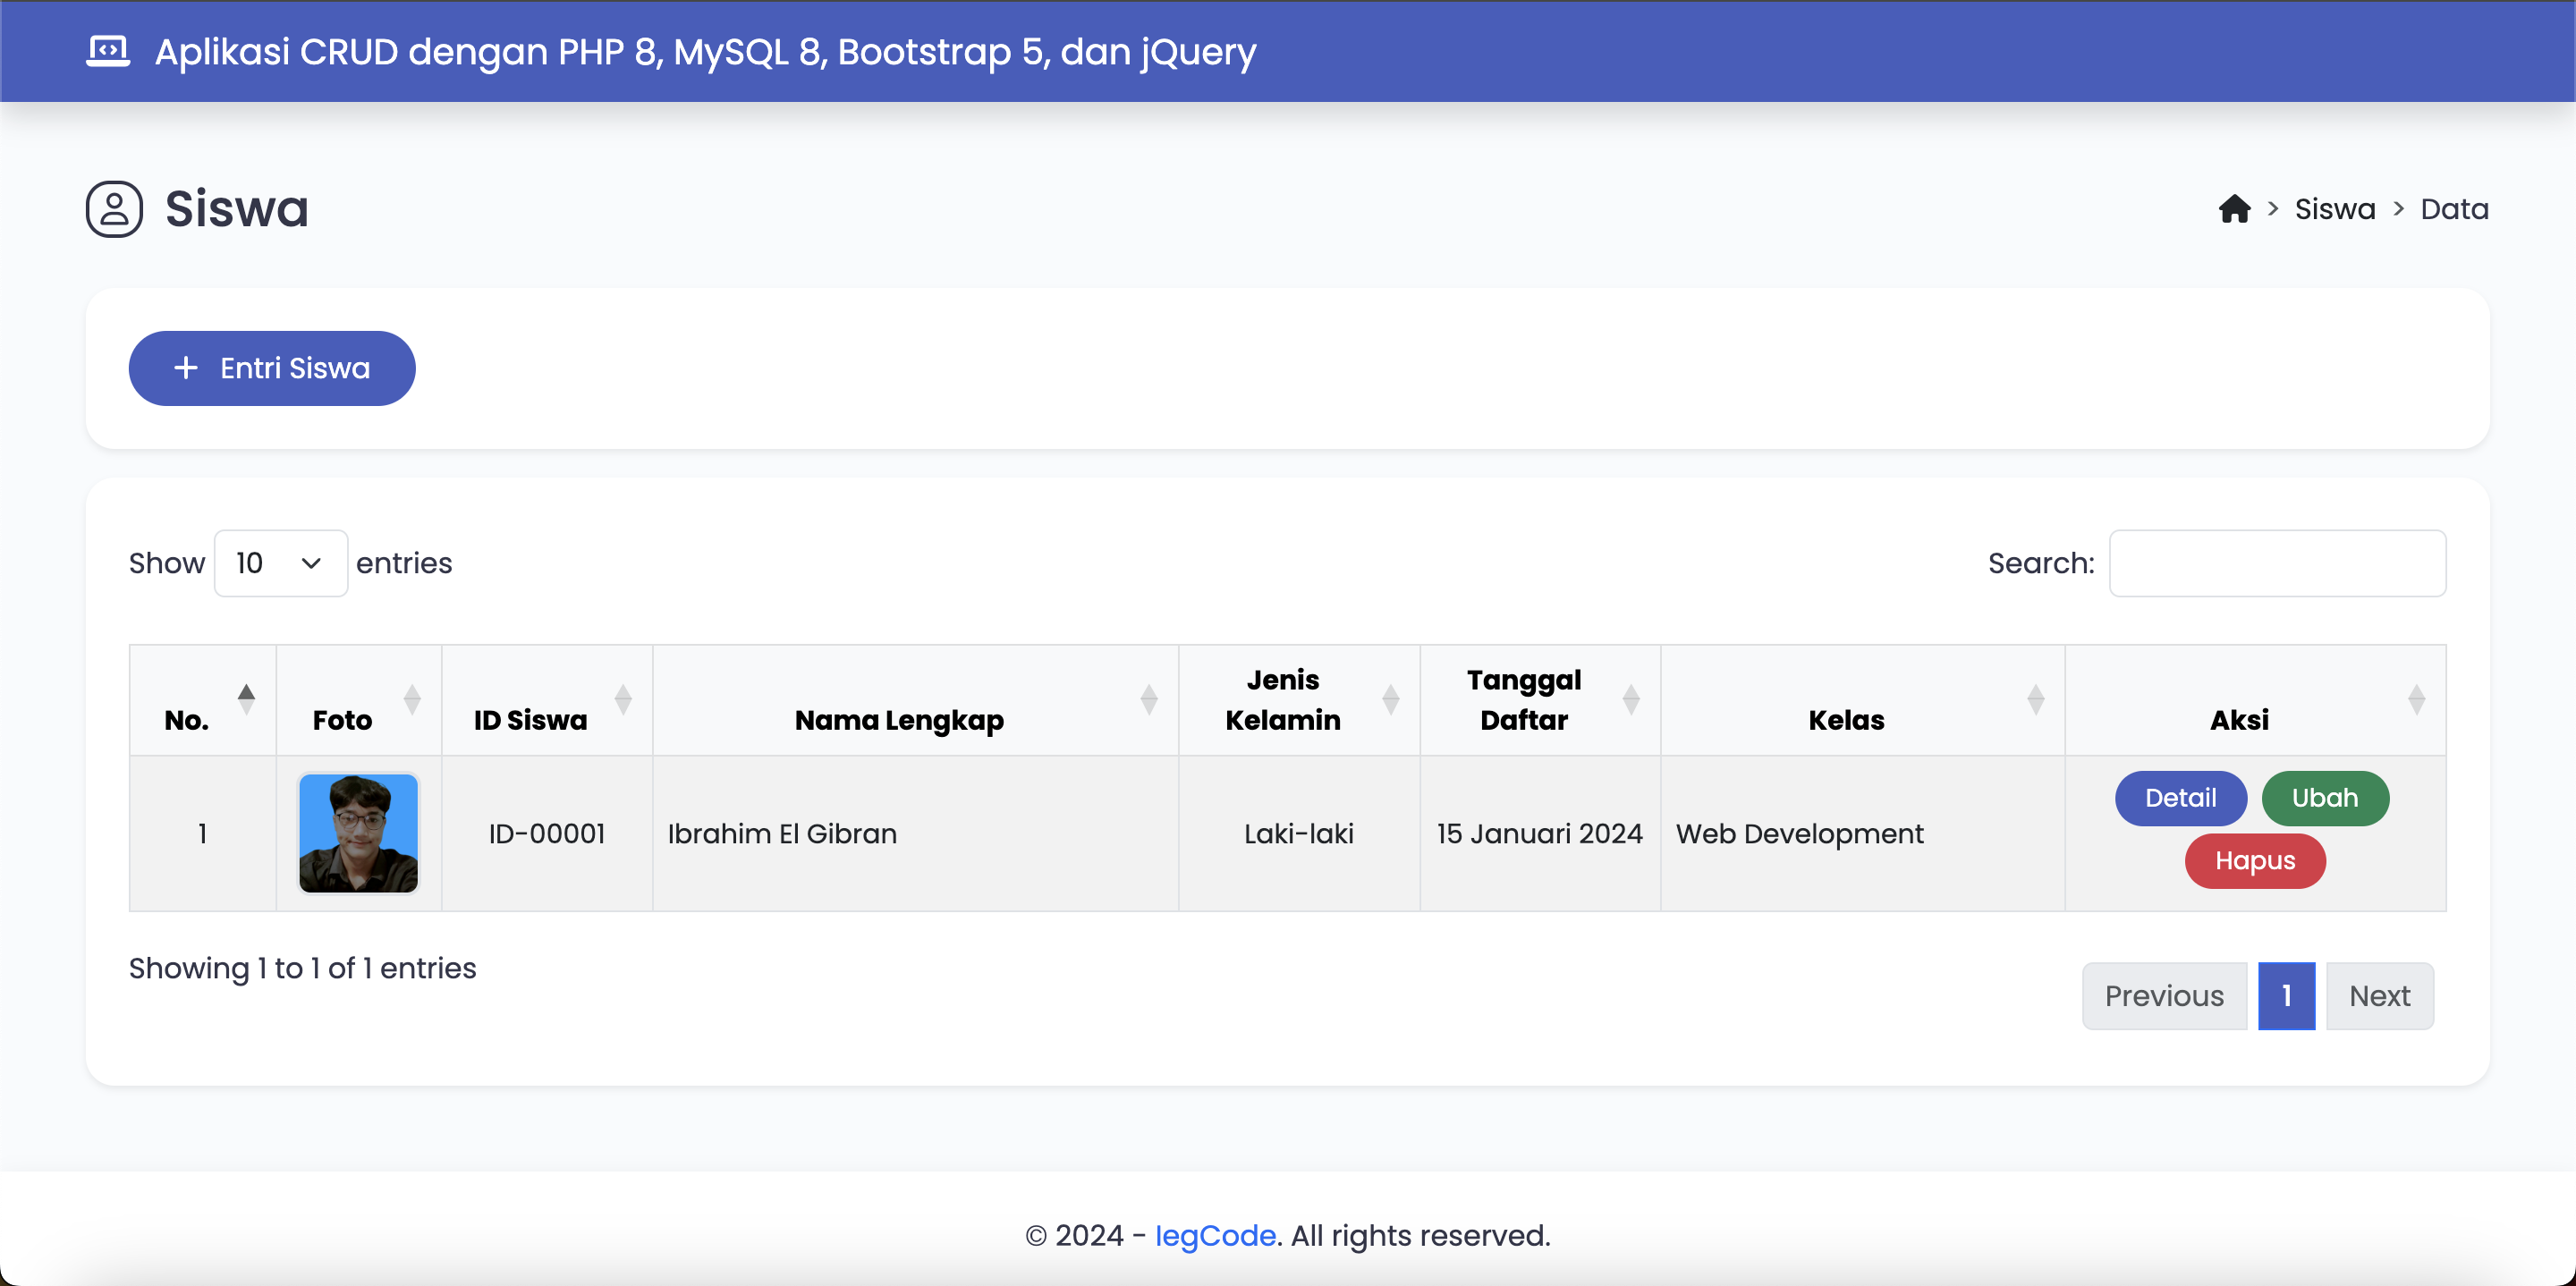 Aplikasi CRUD dengan PHP 8, MySQL 8, Bootstrap 5, dan jQuery
Siswa
> Siswa > Data
+ Entri Siswa
Show 10 entries
Search:
No. Foto ID Siswa Nama Lengkap Jenis Kelamin Tanggal Daftar Kelas Aksi
1 ID-00001 Ibrahim El Gibran Laki-laki 15 Januari 2024 Web Development Detail Ubah
Hapus
Showing 1 to 1 of 1 entries
Previous 1 Next
© 2024 - IegCode. All rights reserved.